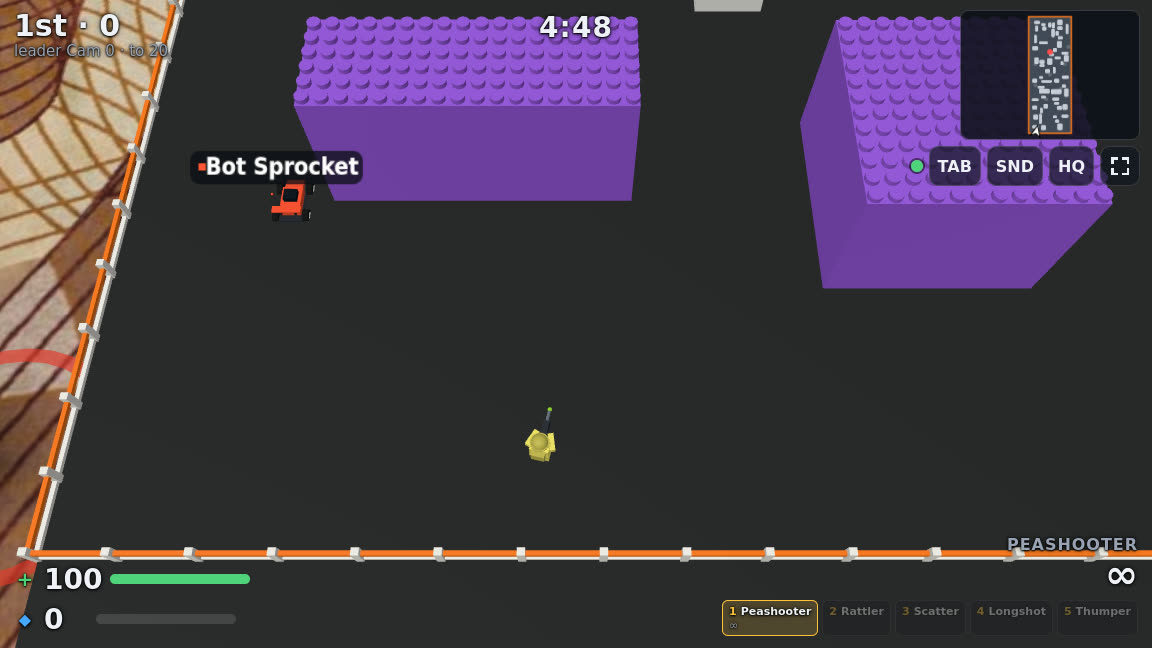 1st · 0
leader Cam 0 · to 20
4:48
Bot Sprocket
TAB
SND
HQ
PEASHOOTER
∞
+ 100
0
1 Peashooter
∞
2 Rattler
3 Scatter
4 Longshot
5 Thumper